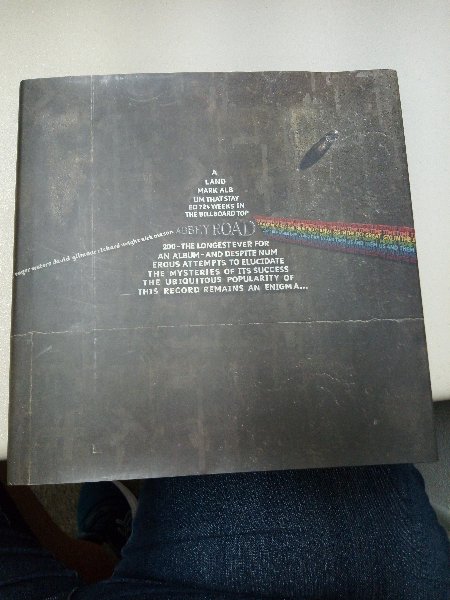 A
LAND
MARK ALB
UM THAT STAY
ED 724 WEEKS IN
THE BILLBOARD TOP
roger waters david gilmour richard wright nick mason ABBEY ROAD
200-THE LONGEST EVER FOR
AN ALBUM-AND DESPITE NUM
EROUS ATTEMPTS TO ELUCIDATE
THE MYSTERIES OF ITS SUCCESS
THE UBIQUITOUS POPULARITY OF
THIS RECORD REMAINS AN ENIGMA...